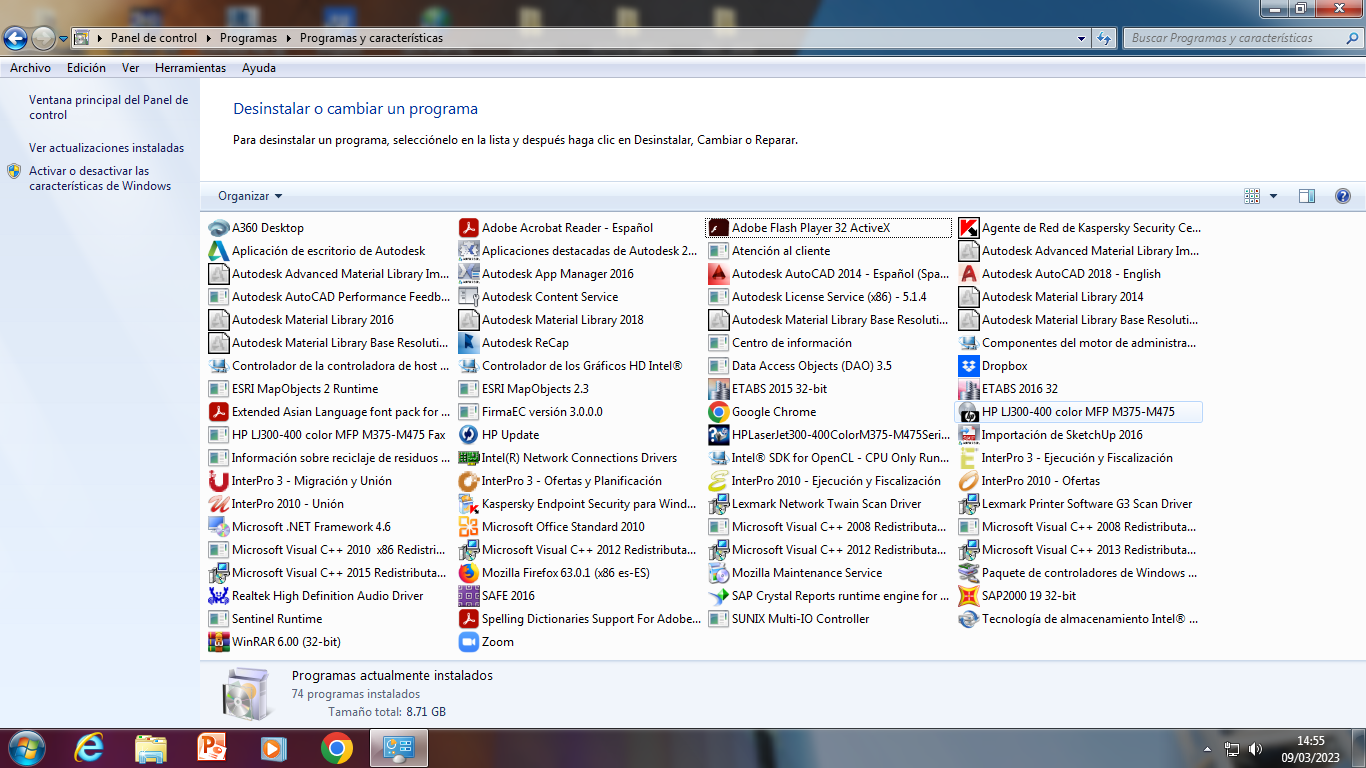 Panel de control Programas Programas y características
Buscar Programas y características
Archivo Edición Ver Herramientas Ayuda
Ventana principal del Panel de
control
Ver actualizaciones instaladas
Activar o desactivar las
características de Windows
Desinstalar o cambiar un programa
Para desinstalar un programa, selecciónelo en la lista y después haga clic en Desinstalar, Cambiar o Reparar.
Organizar
A360 Desktop Adobe Acrobat Reader - Español Adobe Flash Player 32 ActiveX Agente de Red de Kaspersky Security Ce...
Aplicación de escritorio de Autodesk Aplicaciones destacadas de Autodesk 2... Atención al cliente Autodesk Advanced Material Library Im...
Autodesk Advanced Material Library Im... Autodesk App Manager 2016 Autodesk AutoCAD 2014 - Español (Spa... Autodesk AutoCAD 2018 - English
Autodesk AutoCAD Performance Feedb... Autodesk Content Service Autodesk License Service (x86) - 5.1.4 Autodesk Material Library 2014
Autodesk Material Library 2016 Autodesk Material Library 2018 Autodesk Material Library Base Resoluti... Autodesk Material Library Base Resoluti...
Autodesk Material Library Base Resoluti... Autodesk ReCap Centro de información Componentes del motor de administra...
Controlador de la controladora de host ... Controlador de los Gráficos HD Intel® Data Access Objects (DAO) 3.5 Dropbox
ESRI MapObjects 2 Runtime ESRI MapObjects 2.3 ETABS 2015 32-bit ETABS 2016 32
Extended Asian Language font pack for ... FirmaEC versión 3.0.0.0 Google Chrome HP LJ300-400 color MFP M375-M475
HP LJ300-400 color MFP M375-M475 Fax HP Update HPLaserJet300-400ColorM375-M475Seri... Importación de SketchUp 2016
Información sobre reciclaje de residuos ... Intel(R) Network Connections Drivers Intel® SDK for OpenCL - CPU Only Run... InterPro 3 - Ejecución y Fiscalización
InterPro 3 - Migración y Unión InterPro 3 - Ofertas y Planificación InterPro 2010 - Ejecución y Fiscalización InterPro 2010 - Ofertas
InterPro 2010 - Unión Kaspersky Endpoint Security para Wind... Lexmark Network Twain Scan Driver Lexmark Printer Software G3 Scan Driver
Microsoft .NET Framework 4.6 Microsoft Office Standard 2010 Microsoft Visual C++ 2008 Redistributa... Microsoft Visual C++ 2008 Redistributa...
Microsoft Visual C++ 2010 x86 Redistri... Microsoft Visual C++ 2012 Redistributa... Microsoft Visual C++ 2012 Redistributa... Microsoft Visual C++ 2013 Redistributa...
Microsoft Visual C++ 2015 Redistributa... Mozilla Firefox 63.0.1 (x86 es-ES) Mozilla Maintenance Service Paquete de controladores de Windows ...
Realtek High Definition Audio Driver SAFE 2016 SAP Crystal Reports runtime engine for ... SAP2000 19 32-bit
Sentinel Runtime Spelling Dictionaries Support For Adobe... SUNIX Multi-IO Controller Tecnología de almacenamiento Intel® ...
WinRAR 6.00 (32-bit) Zoom
Programas actualmente instalados
74 programas instalados
Tamaño total: 8.71 GB
14:55
09/03/2023